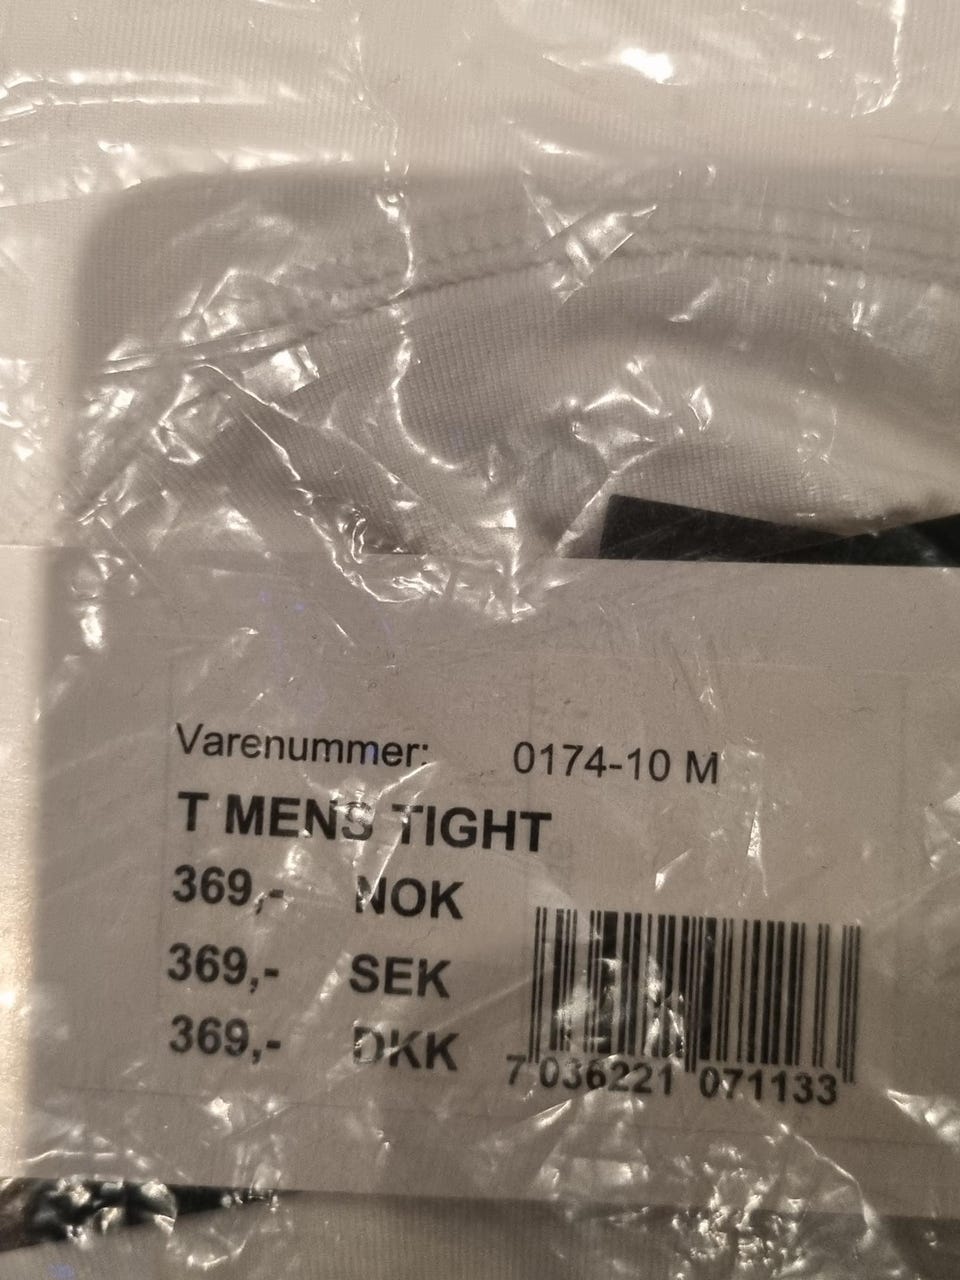 Varenummer: 0174-10 M
T MENS TIGHT
369,- NOK
369,- SEK
369,- DKK
7 036221 071133